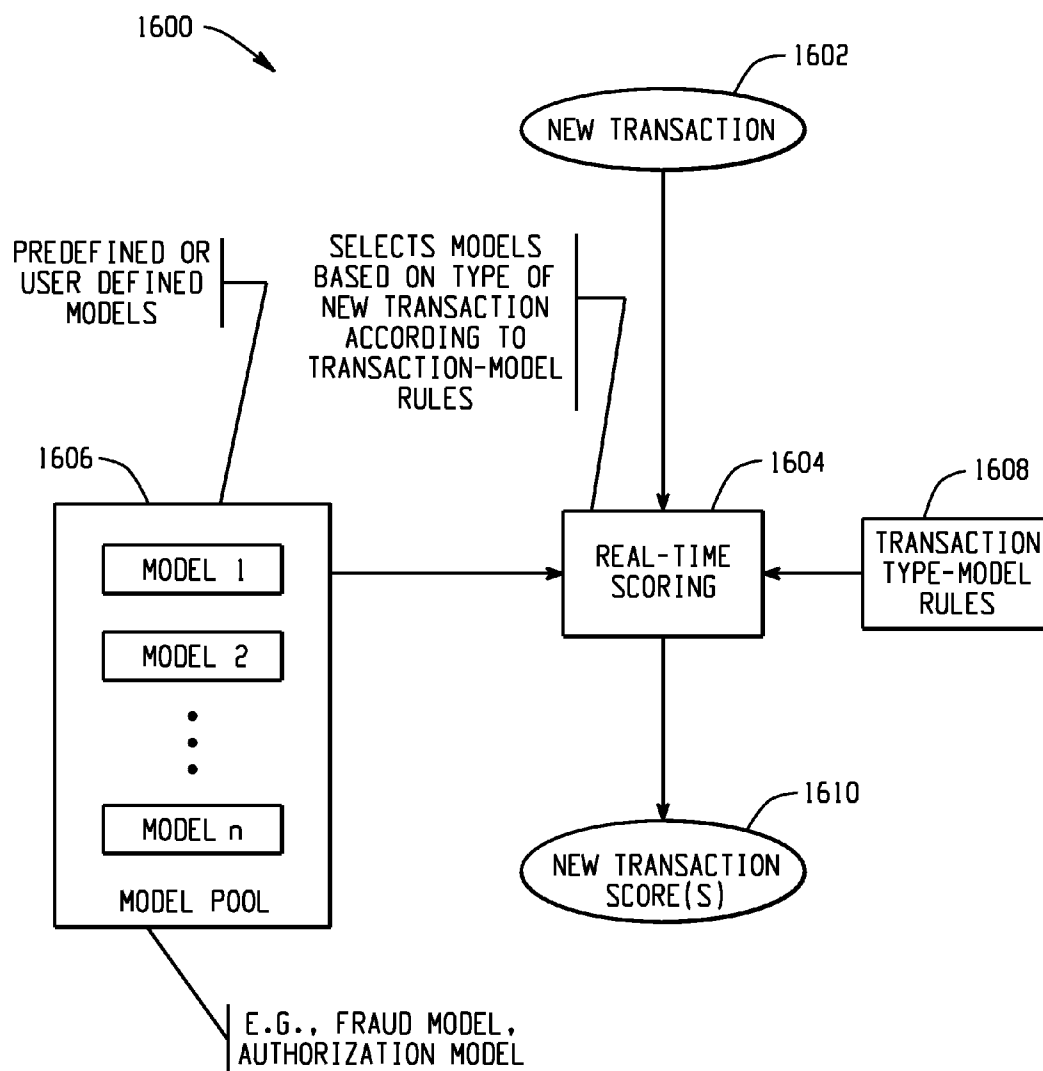 1600
1602
NEW TRANSACTION
PREDEFINED OR
USER DEFINED
MODELS
SELECTS MODELS
BASED ON TYPE OF
NEW TRANSACTION
ACCORDING TO
TRANSACTION-MODEL
RULES
1606
1604
1608
MODEL 1
MODEL 2
MODEL n
MODEL POOL
REAL-TIME
SCORING
TRANSACTION
TYPE-MODEL
RULES
1610
NEW TRANSACTION
SCORE(S)
E.G., FRAUD MODEL,
AUTHORIZATION MODEL